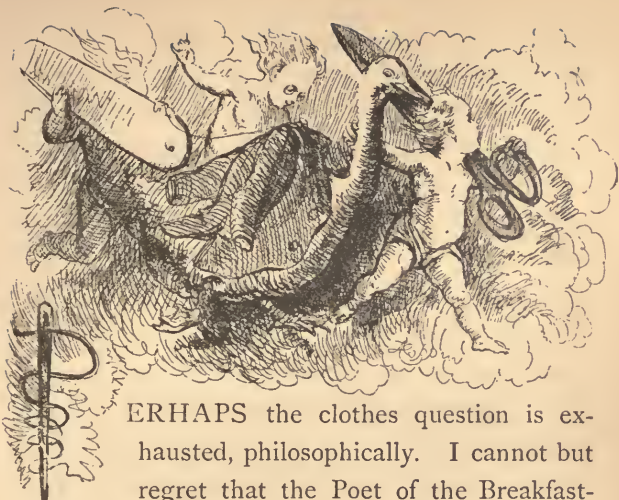 PERHAPS the clothes question is ex-
hausted, philosophically. I cannot but
regret that the Poet of the Breakfast-